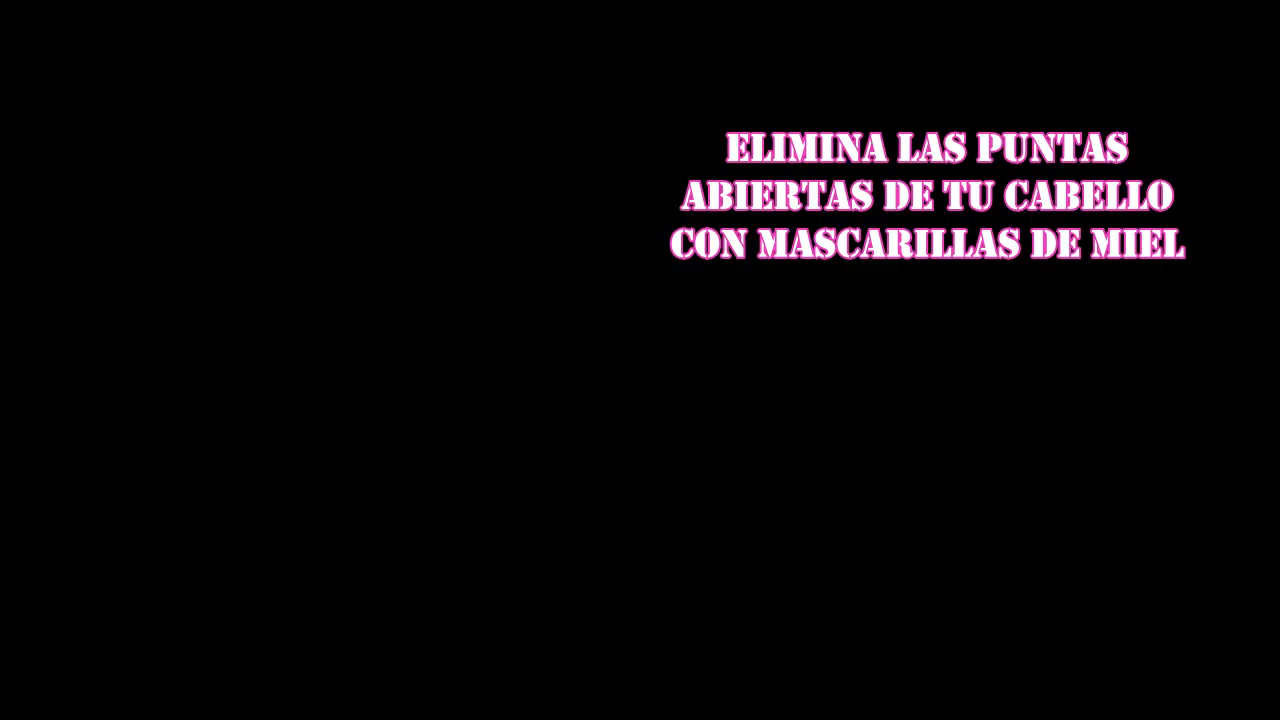 ELIMINA LAS PUNTAS
ABIERTAS DE TU CABELLO
CON MASCARILLAS DE MIEL